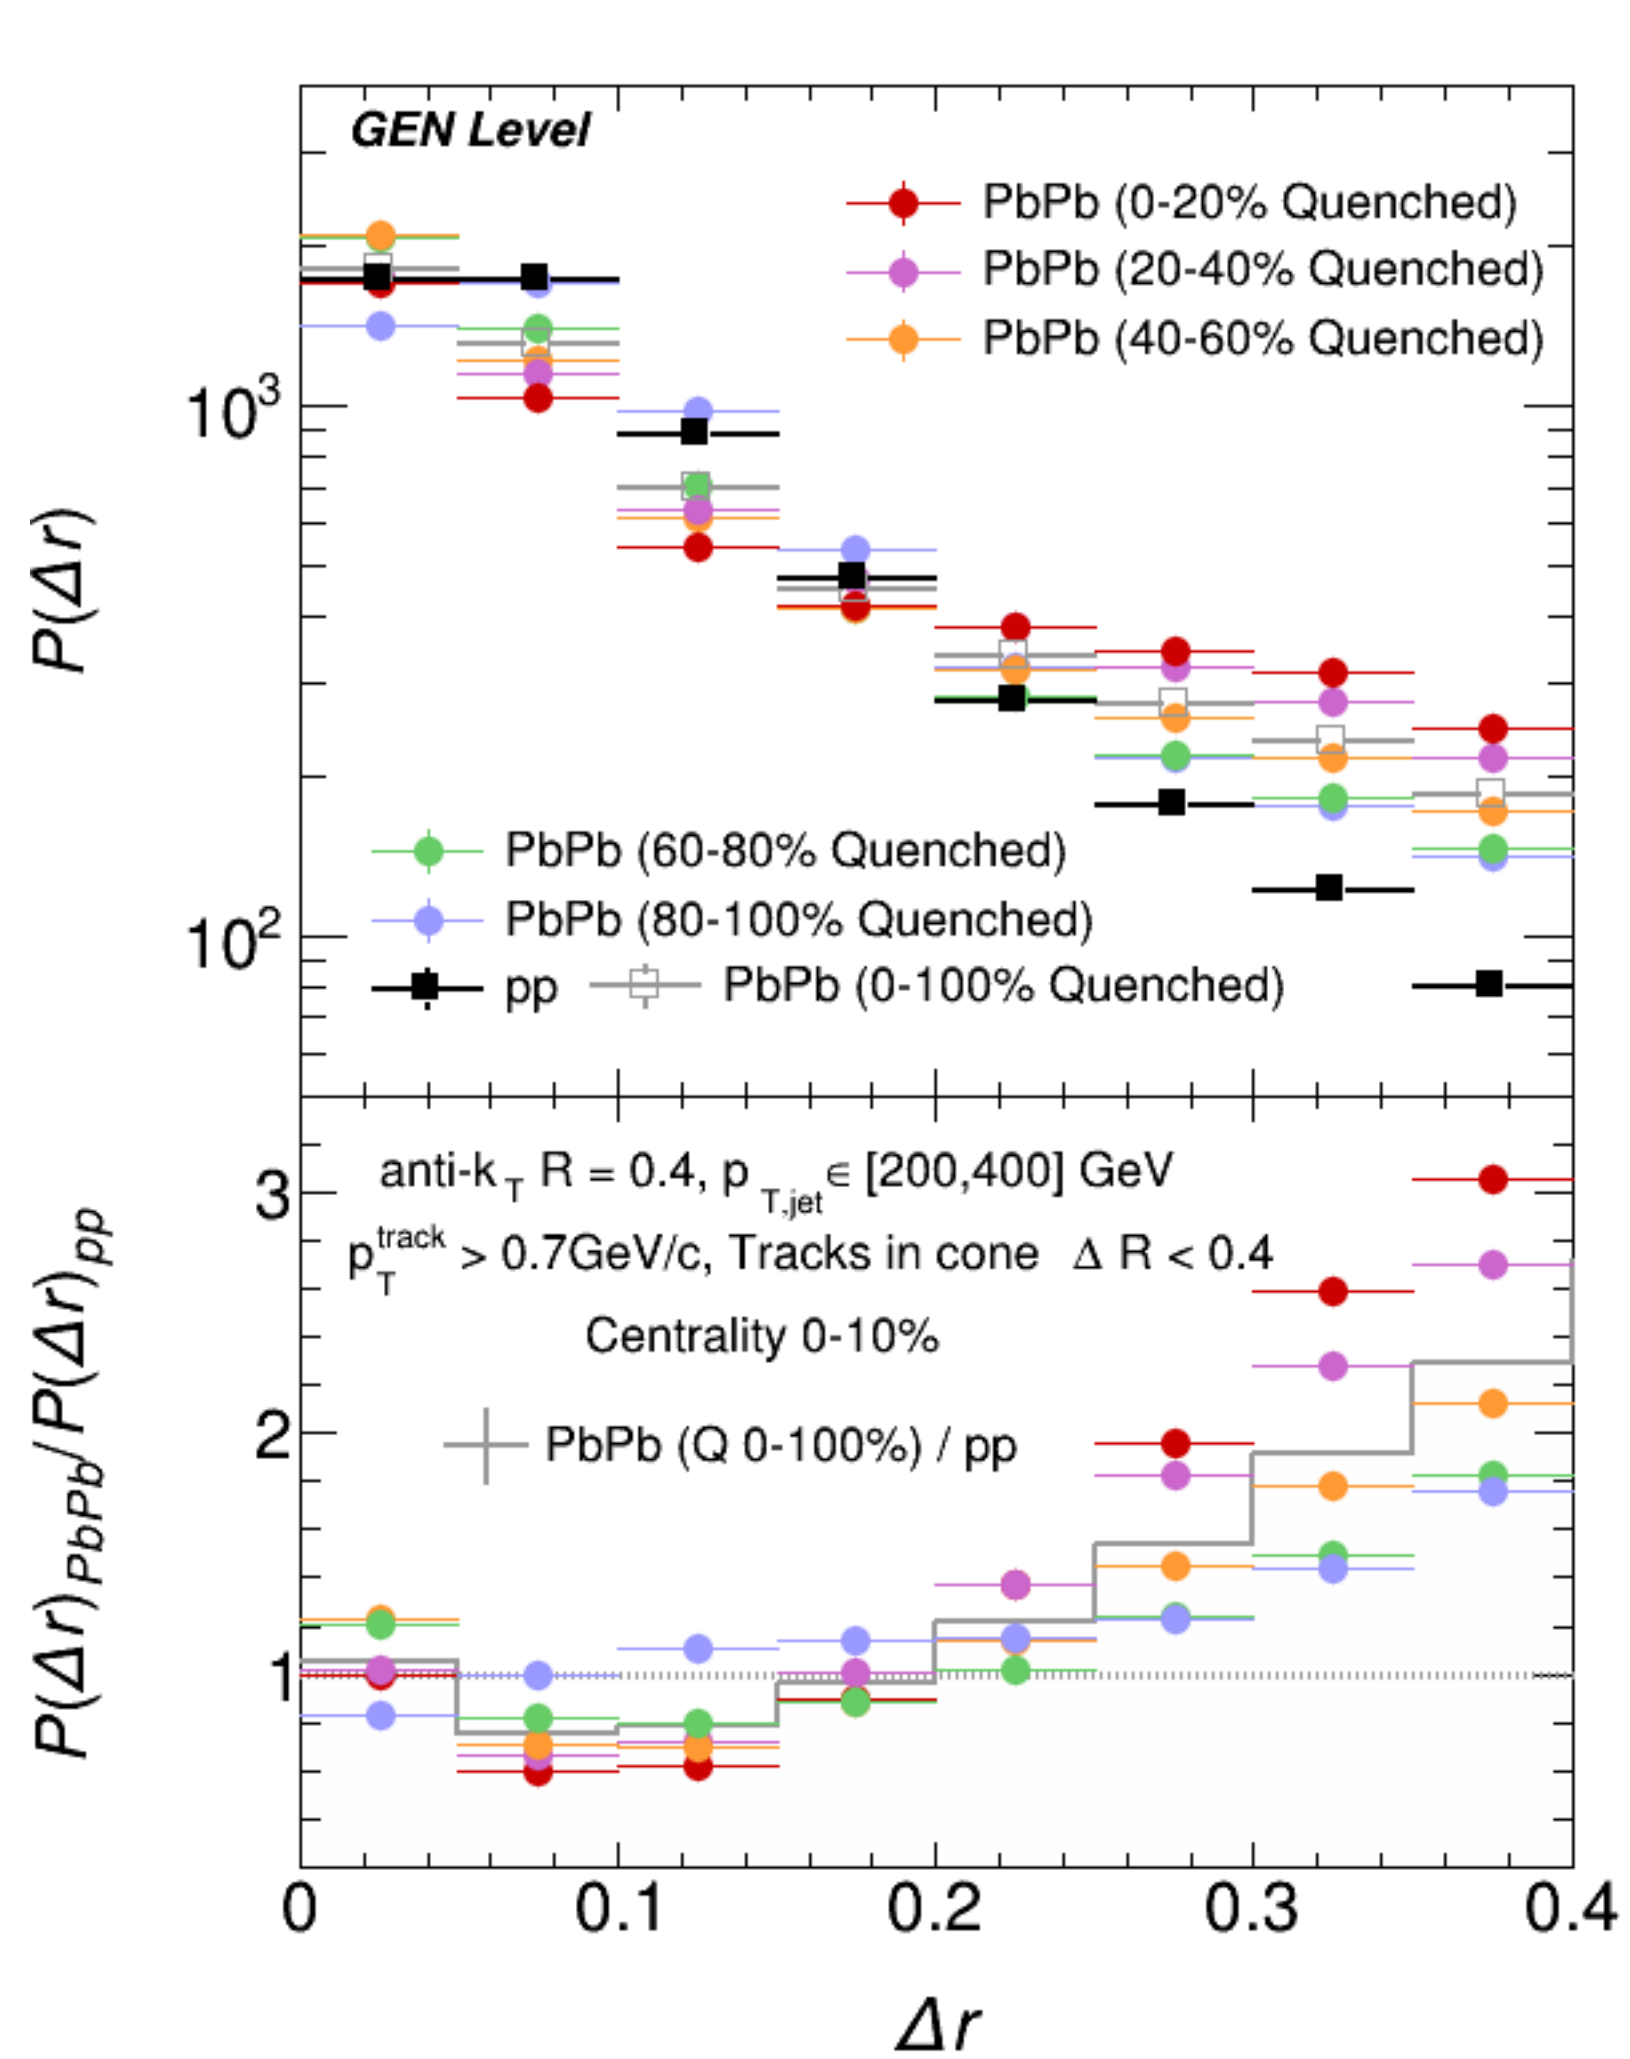 GEN Level
PbPb (0-20% Quenched)
PbPb (20-40% Quenched)
PbPb (40-60% Quenched)
10³
P(Δr)
PbPb (60-80% Quenched)
PbPb (80-100% Quenched)
10²
pp PbPb (0-100% Quenched)
anti-k_T R = 0.4, p_T,jet ∈ [200,400] GeV
3
p_T^track > 0.7GeV/c, Tracks in cone Δ R < 0.4
Centrality 0-10%
2
PbPb (Q 0-100%) / pp
P(Δr)_PbPb/P(Δr)_pp
1
0 0.1 0.2 0.3 0.4
Δr